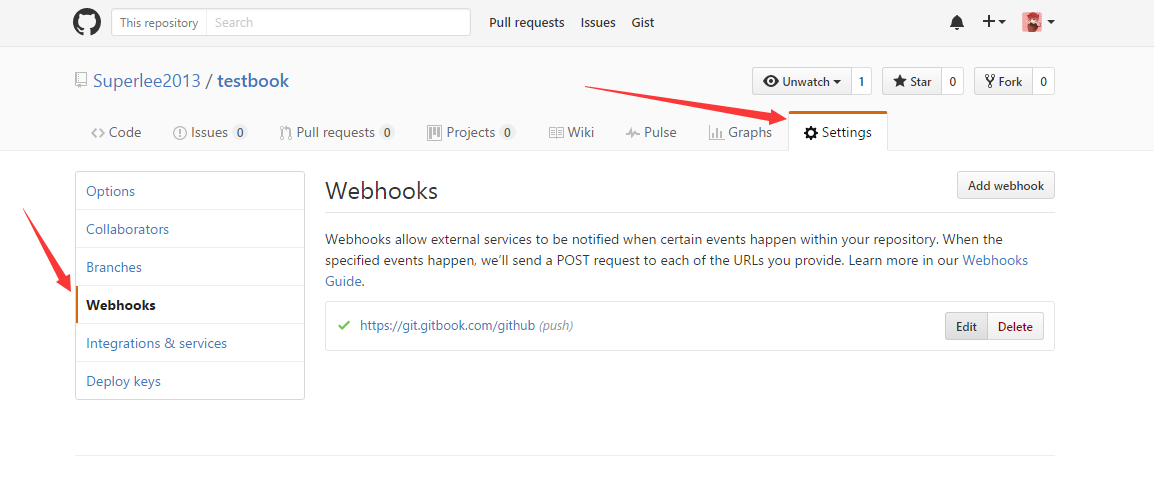 This repository Search Pull requests Issues Gist
Superlee2013 / testbook Unwatch 1 Star 0 Fork 0
Code Issues 0 Pull requests 0 Projects 0 Wiki Pulse Graphs Settings
Options
Collaborators
Branches
Webhooks
Integrations & services
Deploy keys
Webhooks Add webhook
Webhooks allow external services to be notified when certain events happen within your repository. When the
specified events happen, we'll send a POST request to each of the URLs you provide. Learn more in our Webhooks
Guide.
https://git.gitbook.com/github (push) Edit Delete